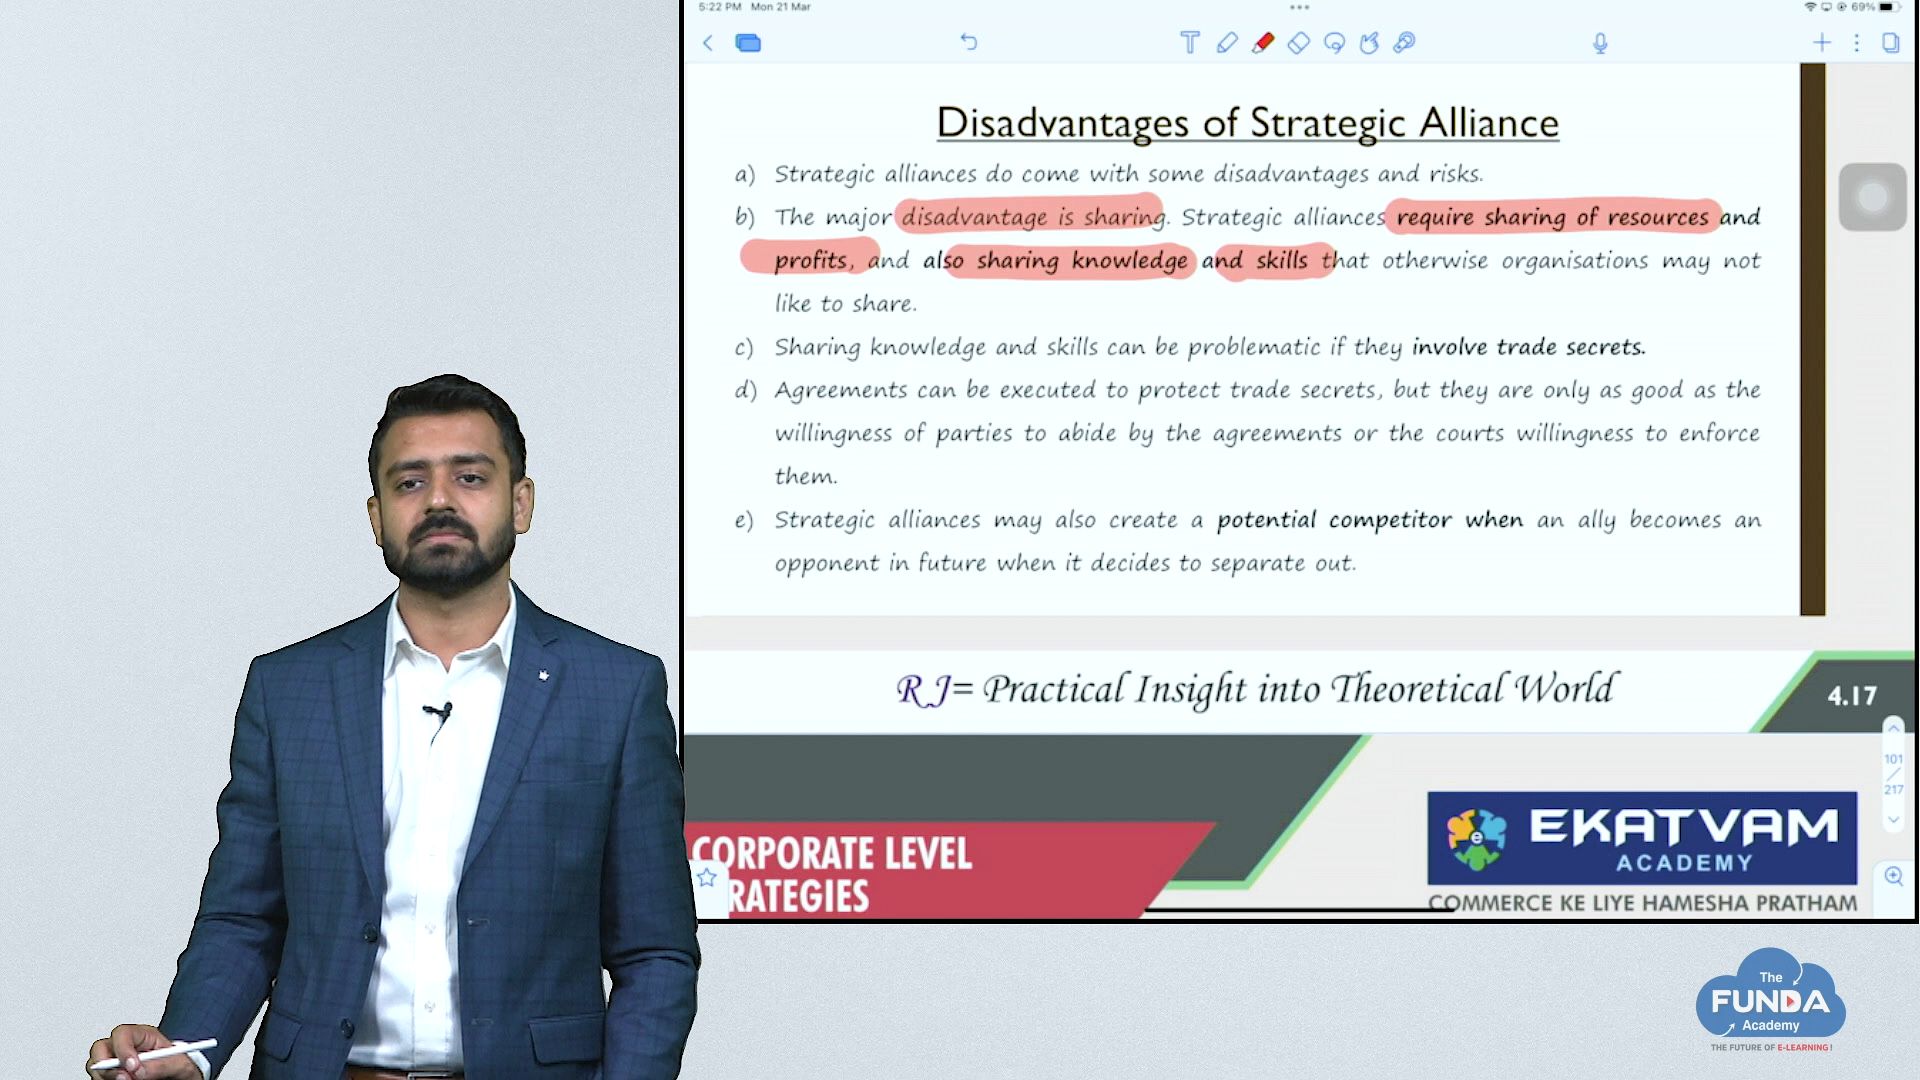 5:22 PM Mon 21 Mar
69%
Disadvantages of Strategic Alliance
a) Strategic alliances do come with some disadvantages and risks.
b) The major disadvantage is sharing. Strategic alliances require sharing of resources and
profits, and also sharing knowledge and skills that otherwise organisations may not
like to share.
c) Sharing knowledge and skills can be problematic if they involve trade secrets.
d) Agreements can be executed to protect trade secrets, but they are only as good as the
willingness of parties to abide by the agreements or the courts willingness to enforce
them.
e) Strategic alliances may also create a potential competitor when an ally becomes an
opponent in future when it decides to separate out.
R J= Practical Insight into Theoretical World
4.17
101
217
CORPORATE LEVEL
RATEGIES
e
EKATVAM
ACADEMY
COMMERCE KE LIYE HAMESHA PRATHAM
The
FUNDA
Academy
THE FUTURE OF E-LEARNING!